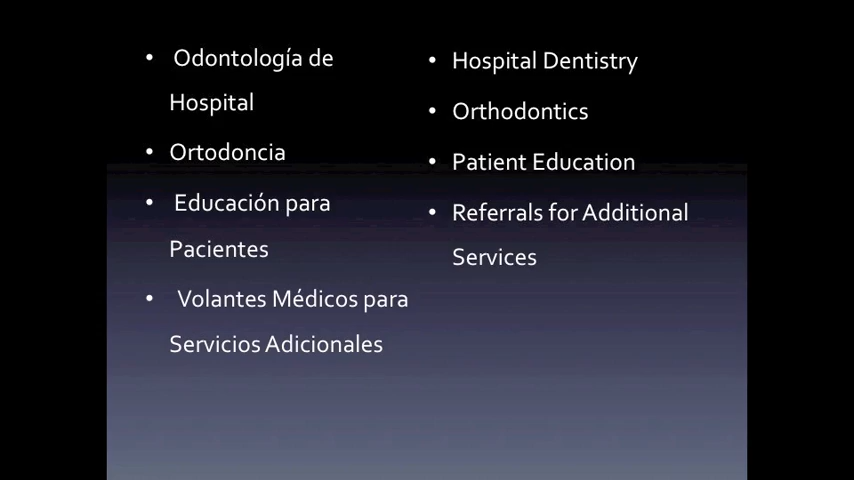 • Odontología de
Hospital
• Ortodoncia
• Educación para
Pacientes
• Volantes Médicos para
Servicios Adicionales
• Hospital Dentistry
• Orthodontics
• Patient Education
• Referrals for Additional
Services